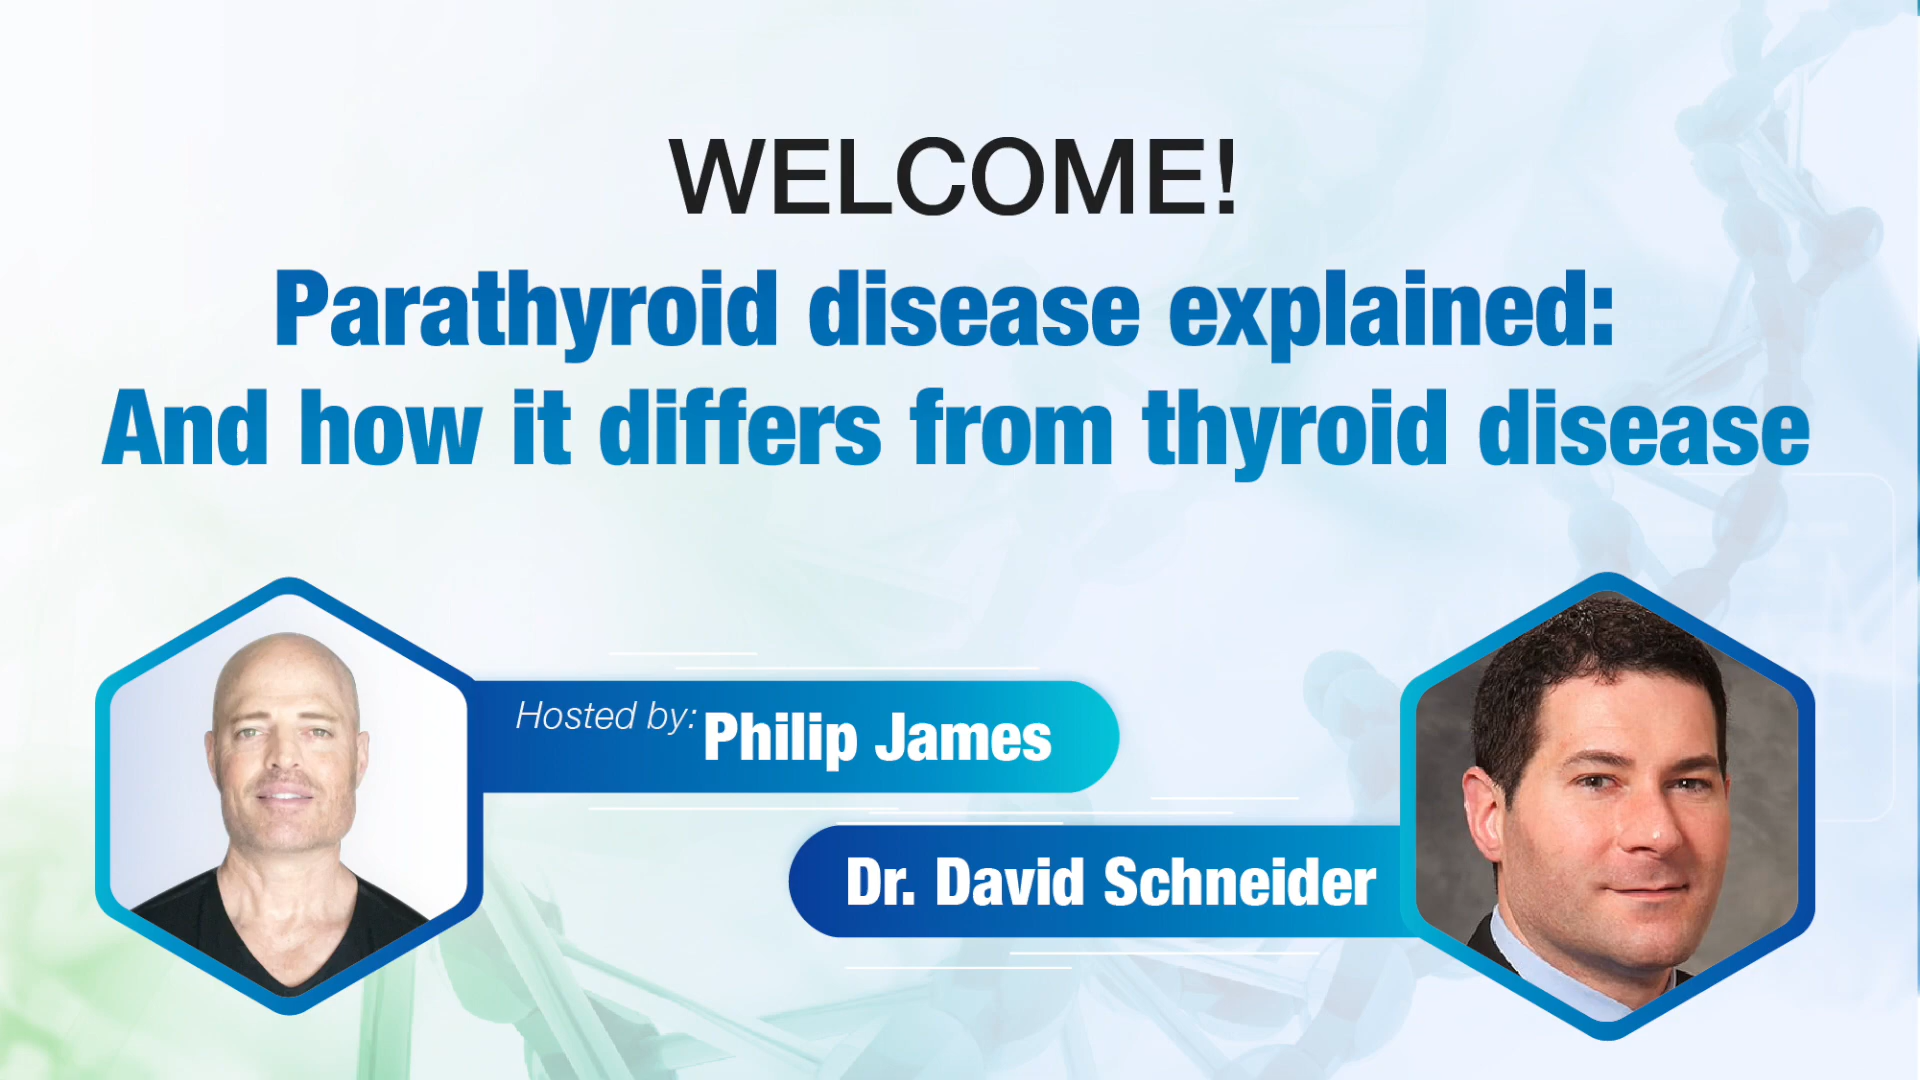 WELCOME!
Parathyroid disease explained:
And how it differs from thyroid disease
Hosted by: Philip James
Dr. David Schneider